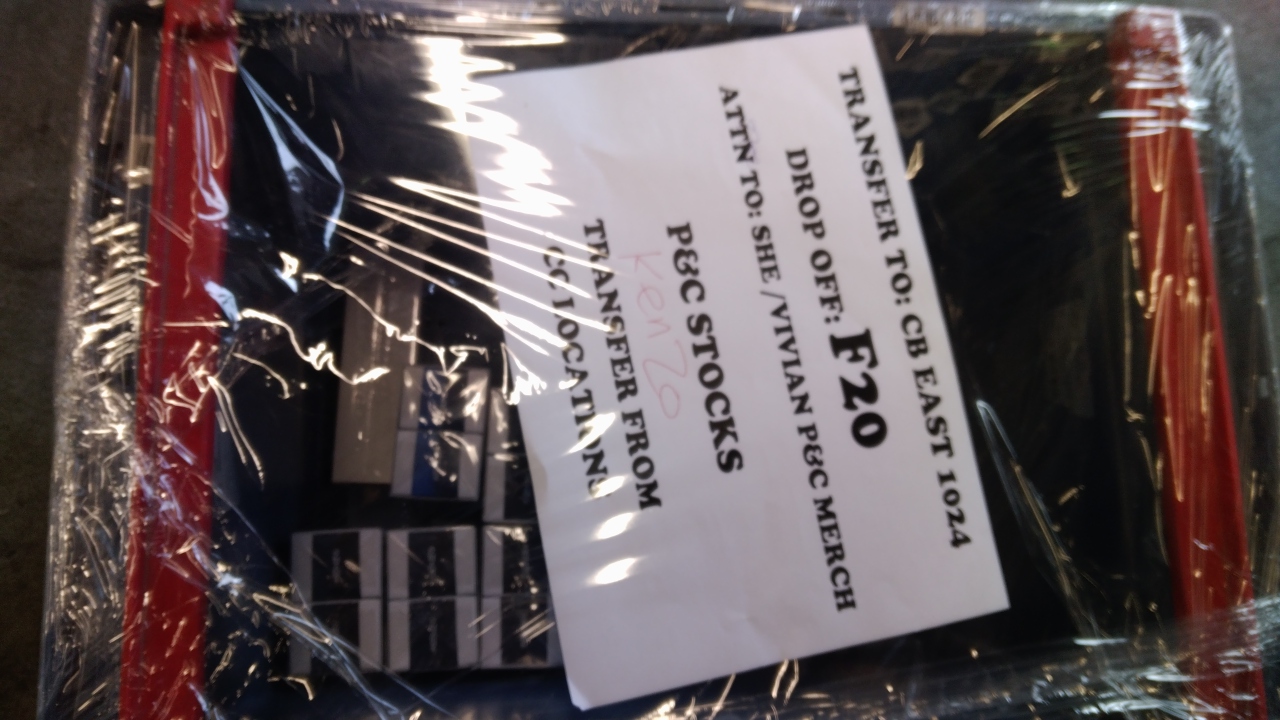 TRANSFER TO: CB EAST 1024
DROP OFF: F20
ATTN TO: SHE /VIVIAN P&C MERCH
P&C STOCKS
Kenzo
TRANSFER FROM
CC LOCATIONS